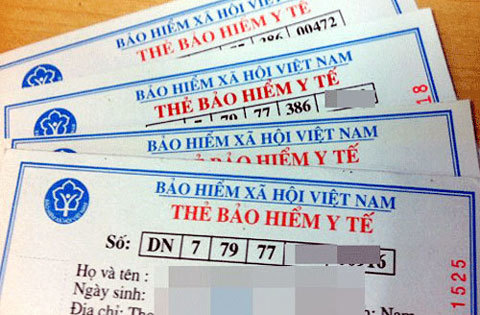 BẢO HIỂM XÃ HỘI VIỆT NAM
THẺ BẢO HIỂM Y TẾ
77 386 00472
BẢO HIỂM XÃ HỘI VIỆT NAM
THẺ BẢO HIỂM Y TẾ
7 79 77 386
18
BẢO HIỂM XÃ HỘI VIỆT NAM
THẺ BẢO HIỂM Y TẾ
BẢO HIỂM XÃ HỘI VIỆT NAM
THẺ BẢO HIỂM Y TẾ
Số: DN 7 79 77
Họ và tên :
Ngày sinh: Nam
Địa chỉ:
1525